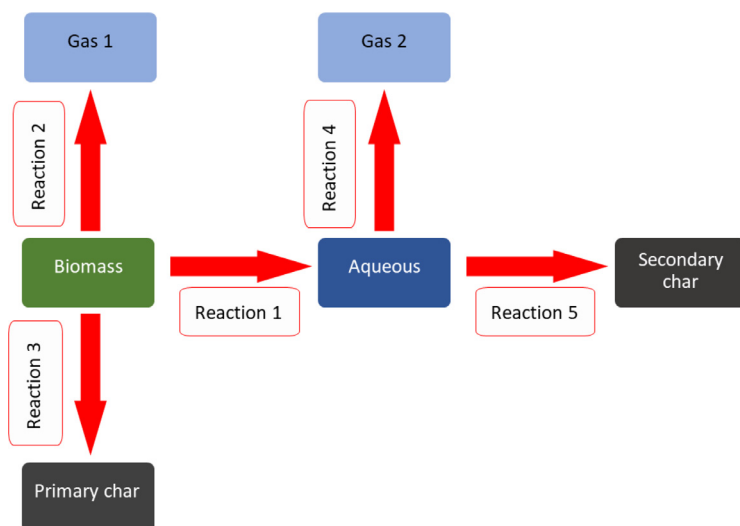 Gas 1
Gas 2
Reaction 2
Reaction 4
Biomass
Aqueous
Secondary
char
Reaction 1
Reaction 5
Reaction 3
Primary char